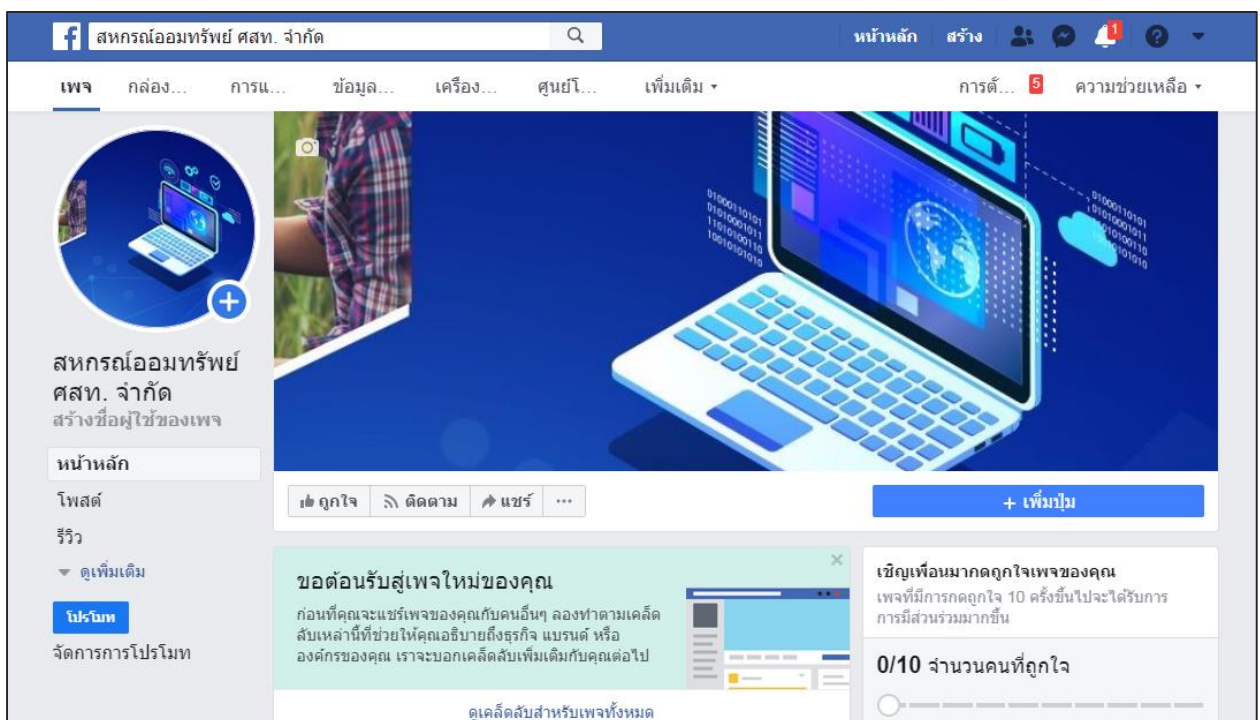 สหกรณ์ออมทรัพย์ ศสท. จำกัด
หน้าหลัก
สร้าง
1
เพจ
กล่อง...
การแ...
ข้อมูล...
เครื่อง...
ศูนย์โ...
เพิ่มเติม
การตั้... 5
ความช่วยเหลือ
01000110101
01010001011
11010100110
10010101010
สหกรณ์ออมทรัพย์
ศสท. จำกัด
สร้างชื่อผู้ใช้ของเพจ
หน้าหลัก
โพสต์
รีวิว
ดูเพิ่มเติม
โปรโมท
จัดการการโปรโมท
ถูกใจ
ติดตาม
แชร์
+ เพิ่มปุ่ม
ขอต้อนรับสู่เพจใหม่ของคุณ
ก่อนที่คุณจะแชร์เพจของคุณกับคนอื่นๆ ลองทำตามเคล็ด
ลับเหล่านี้ที่ช่วยให้คุณอธิบายถึงธุรกิจ แบรนด์ หรือ
องค์กรของคุณ เราจะบอกเคล็ดลับเพิ่มเติมกับคุณต่อไป
ดูเคล็ดลับสำหรับเพจทั้งหมด
เชิญเพื่อนมากดถูกใจเพจของคุณ
เพจที่มีการกดถูกใจ 10 ครั้งขึ้นไปจะได้รับการ
การมีส่วนร่วมมากขึ้น
0/10 จำนวนคนที่ถูกใจ